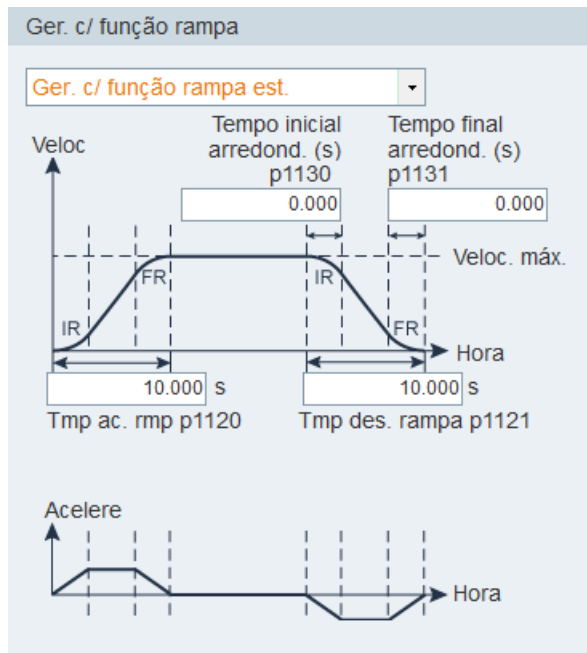 Ger. c/ função rampa
Ger. c/ função rampa est.
Veloc
Tempo inicial
arredond. (s)
p1130
0.000
Tempo final
arredond. (s)
p1131
0.000
Veloc. máx.
FR
IR
IR
FR
Hora
10.000 s
10.000 s
Tmp ac. rmp p1120
Tmp des. rampa p1121
Acelere
Hora